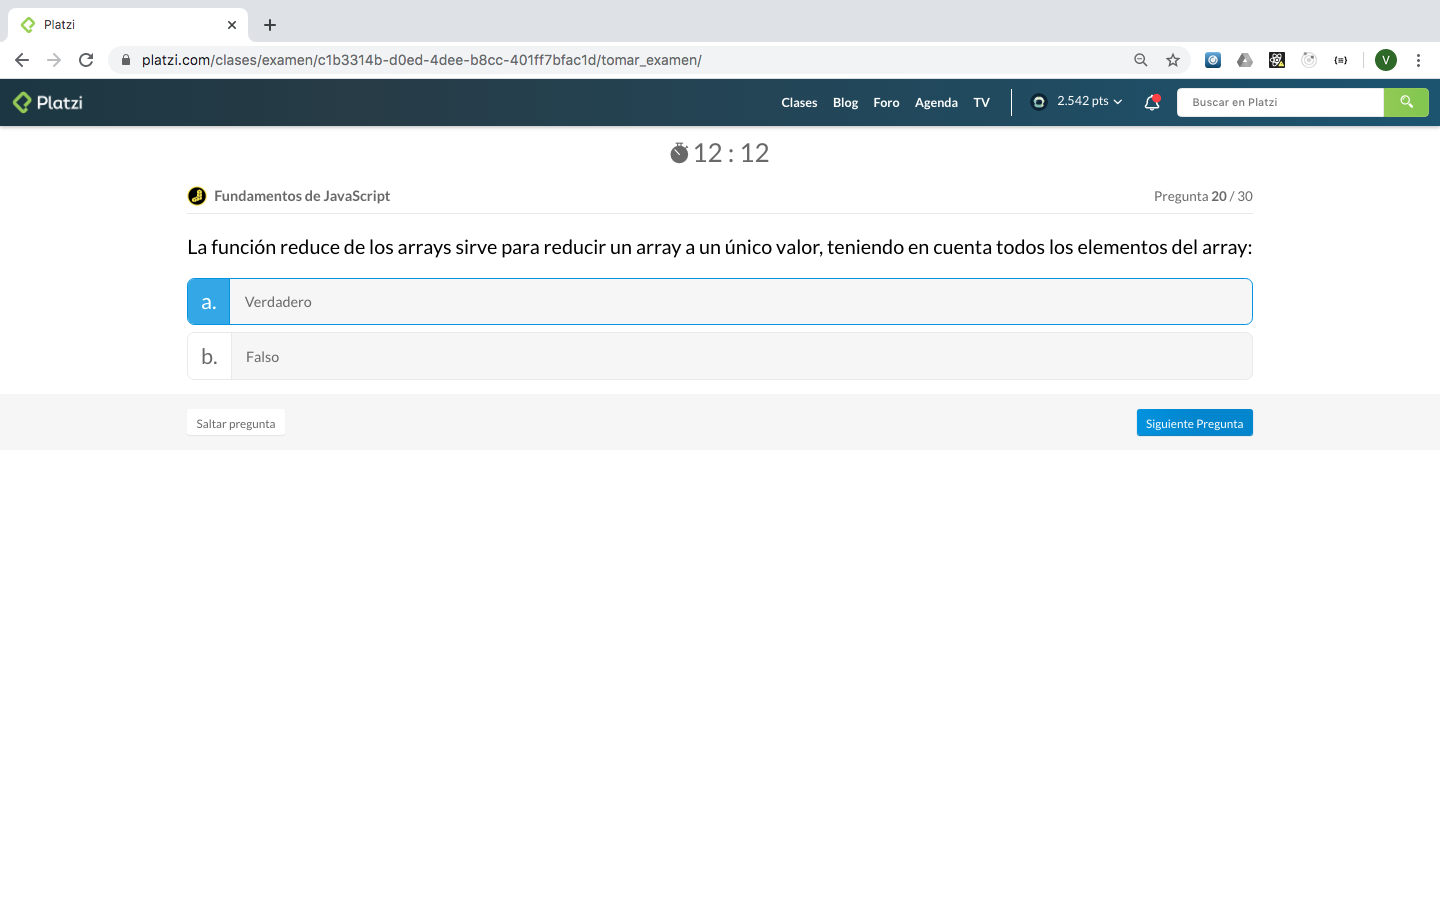 Platzi
platzi.com/clases/examen/c1b3314b-d0ed-4dee-b8cc-401ff7bfac1d/tomar_examen/
V
Platzi
Clases Blog Foro Agenda TV 2.542 pts Buscar en Platzi
12 : 12
Fundamentos de JavaScript
Pregunta 20 / 30
La función reduce de los arrays sirve para reducir un array a un único valor, teniendo en cuenta todos los elementos del array:
a. Verdadero
b. Falso
Saltar pregunta
Siguiente Pregunta